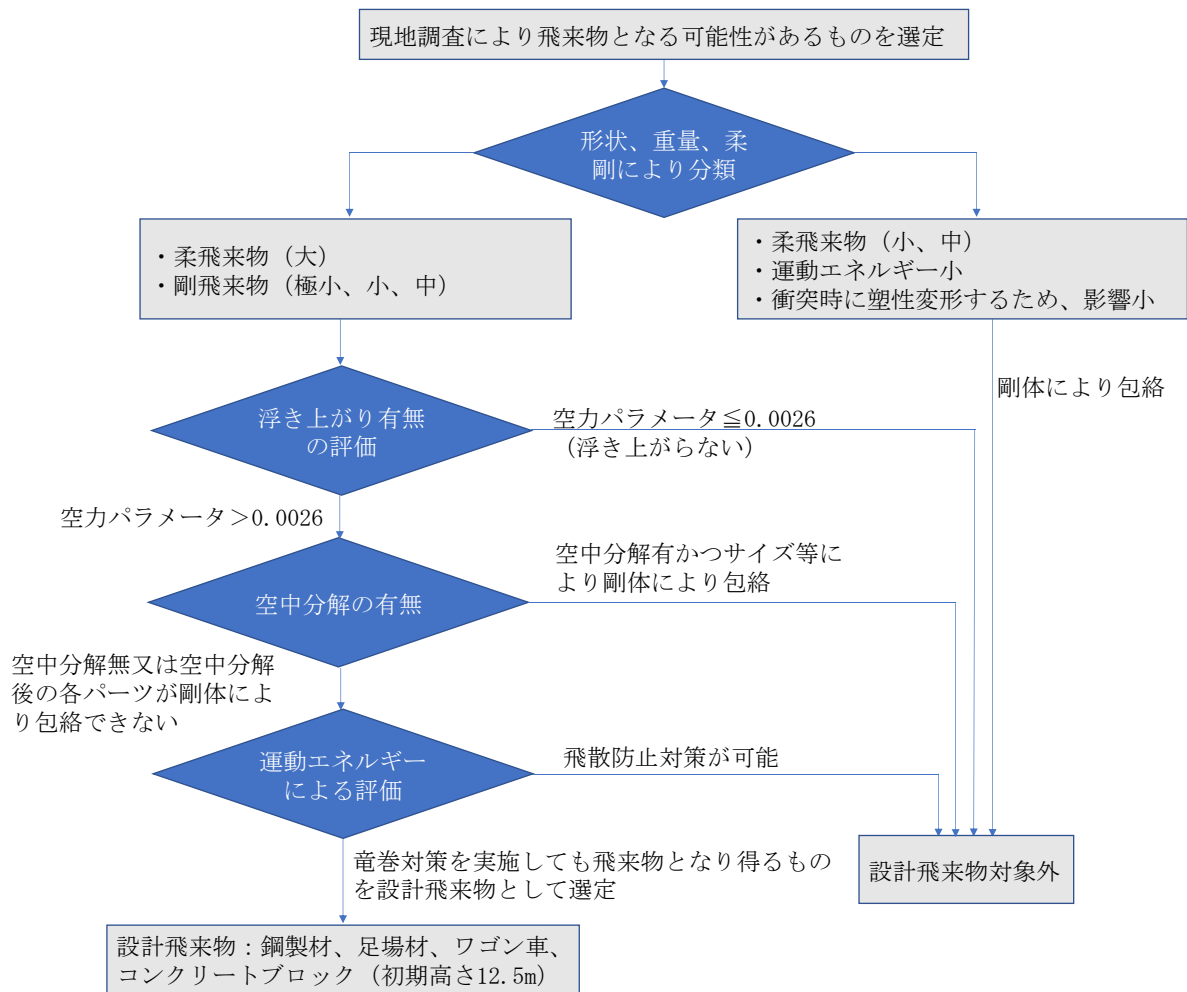 現地調査により飛来物となる可能性があるものを選定
形状、重量、柔
剛により分類
・柔飛来物（大）
・剛飛来物（極小、小、中）
・柔飛来物（小、中）
・運動エネルギー小
・衝突時に塑性変形するため、影響小
剛体により包絡
浮き上がり有無
の評価
空力パラメータ≦0.0026
（浮き上がらない）
空力パラメータ＞0.0026
空中分解の有無
空中分解有かつサイズ等に
より剛体により包絡
空中分解無又は空中分解
後の各パーツが剛体によ
り包絡できない
運動エネルギー
による評価
飛散防止対策が可能
竜巻対策を実施しても飛来物となり得るもの
を設計飛来物として選定
設計飛来物対象外
設計飛来物：鋼製材、足場材、ワゴン車、
コンクリートブロック（初期高さ12.5m）